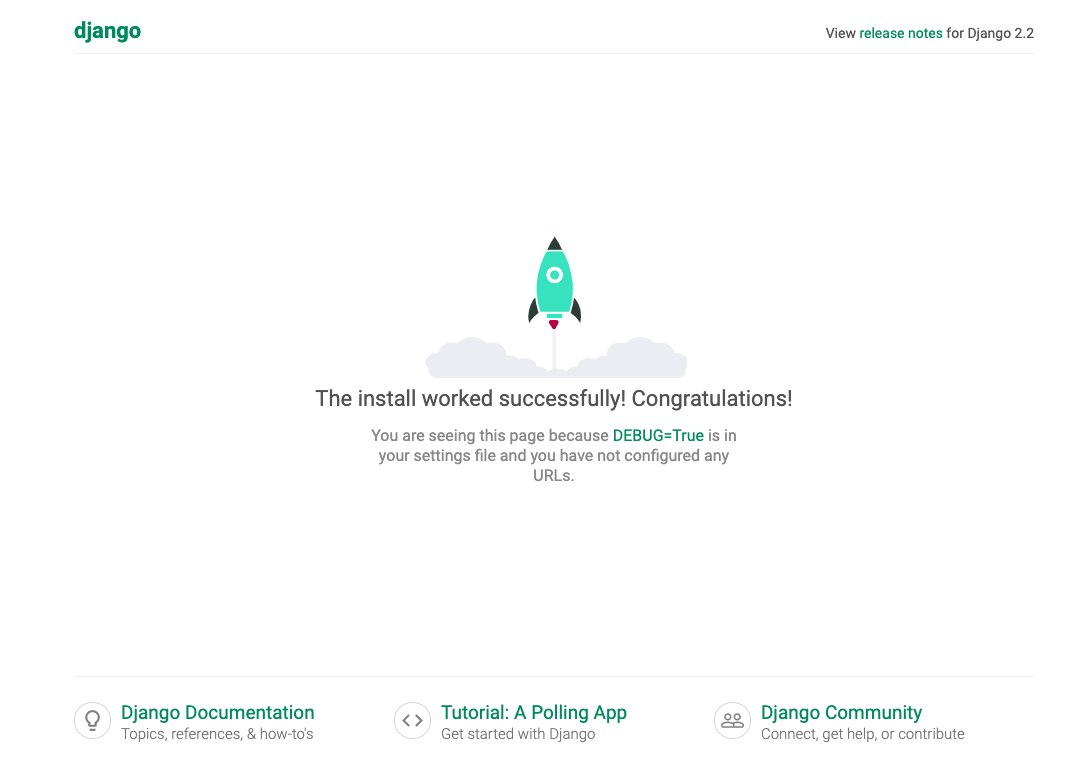 django
View release notes for Django 2.2
The install worked successfully! Congratulations!
You are seeing this page because DEBUG=True is in
your settings file and you have not configured any
URLs.
Django Documentation
Topics, references, & how-to's
Tutorial: A Polling App
Get started with Django
Django Community
Connect, get help, or contribute